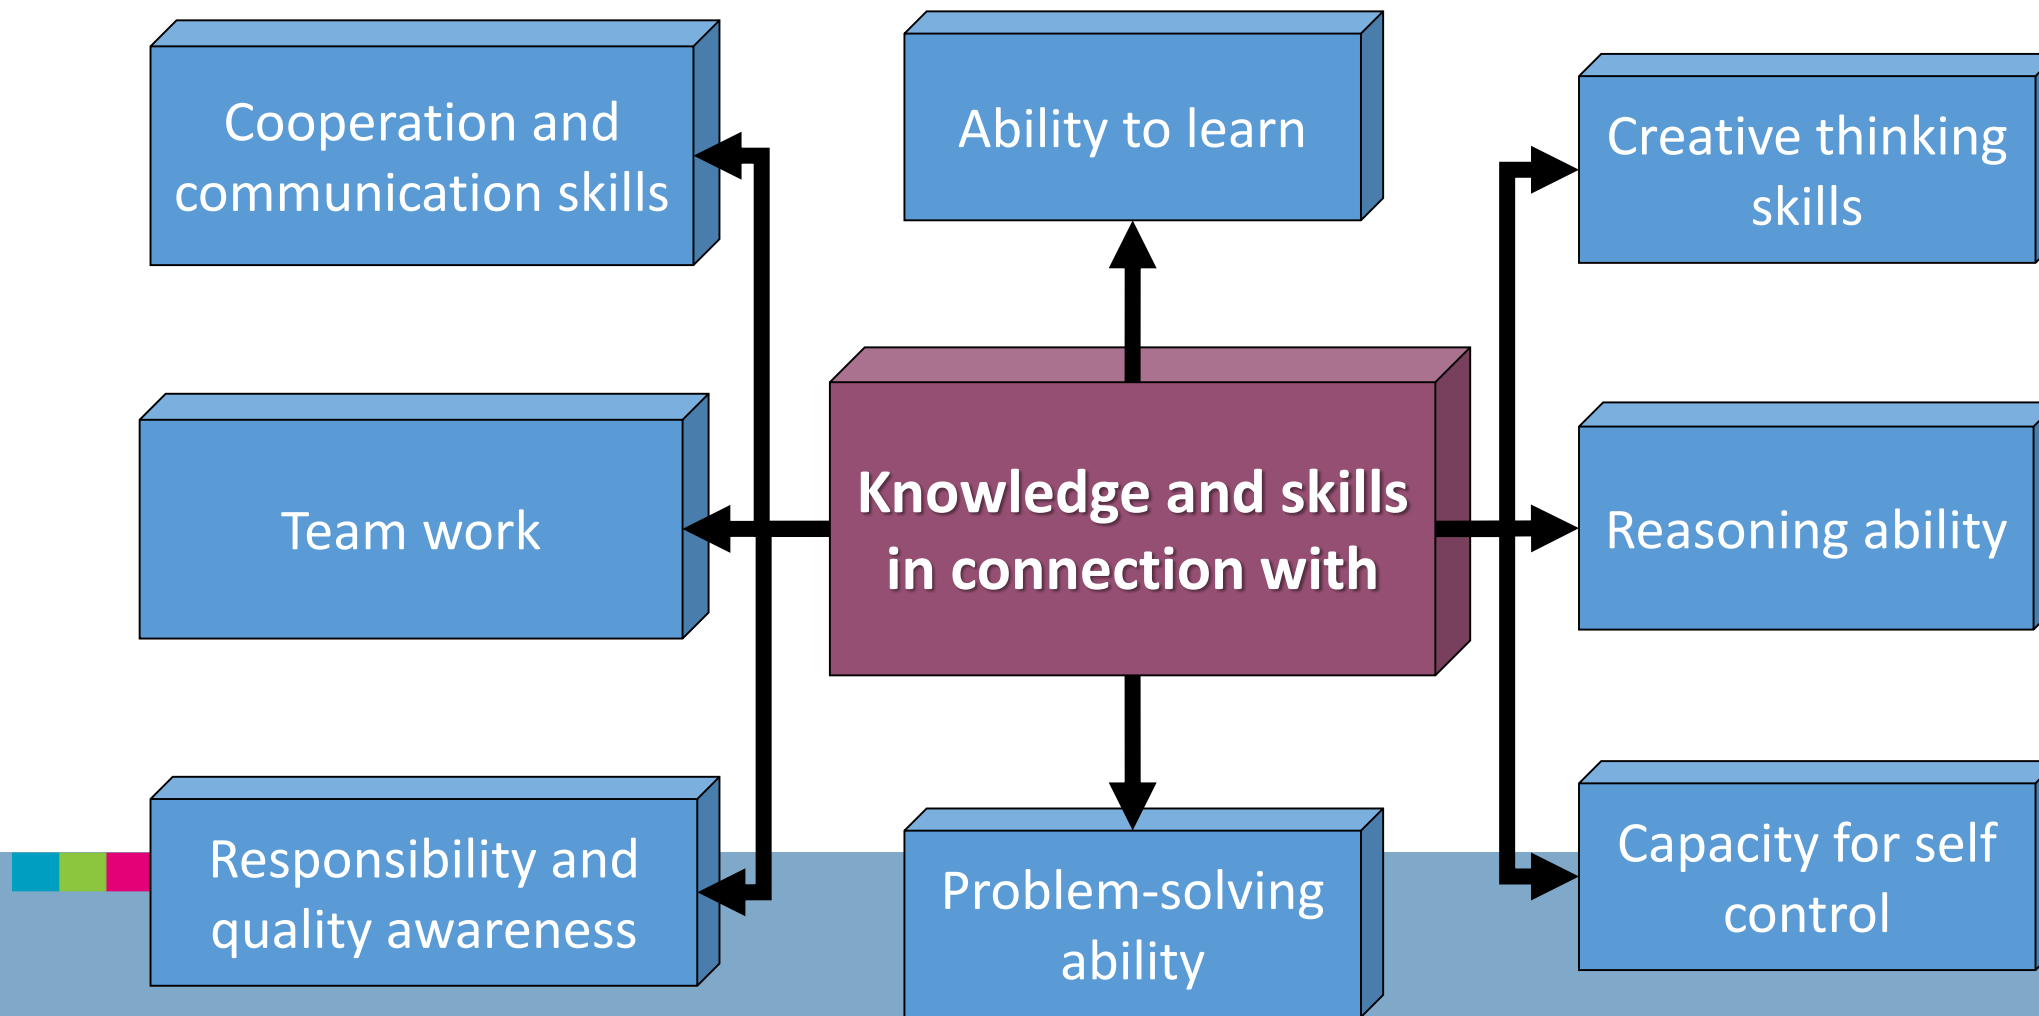 Cooperation and
communication skills
Ability to learn
Creative thinking
skills
Team work
Knowledge and skills
in connection with
Reasoning ability
Responsibility and
quality awareness
Problem-solving
ability
Capacity for self
control